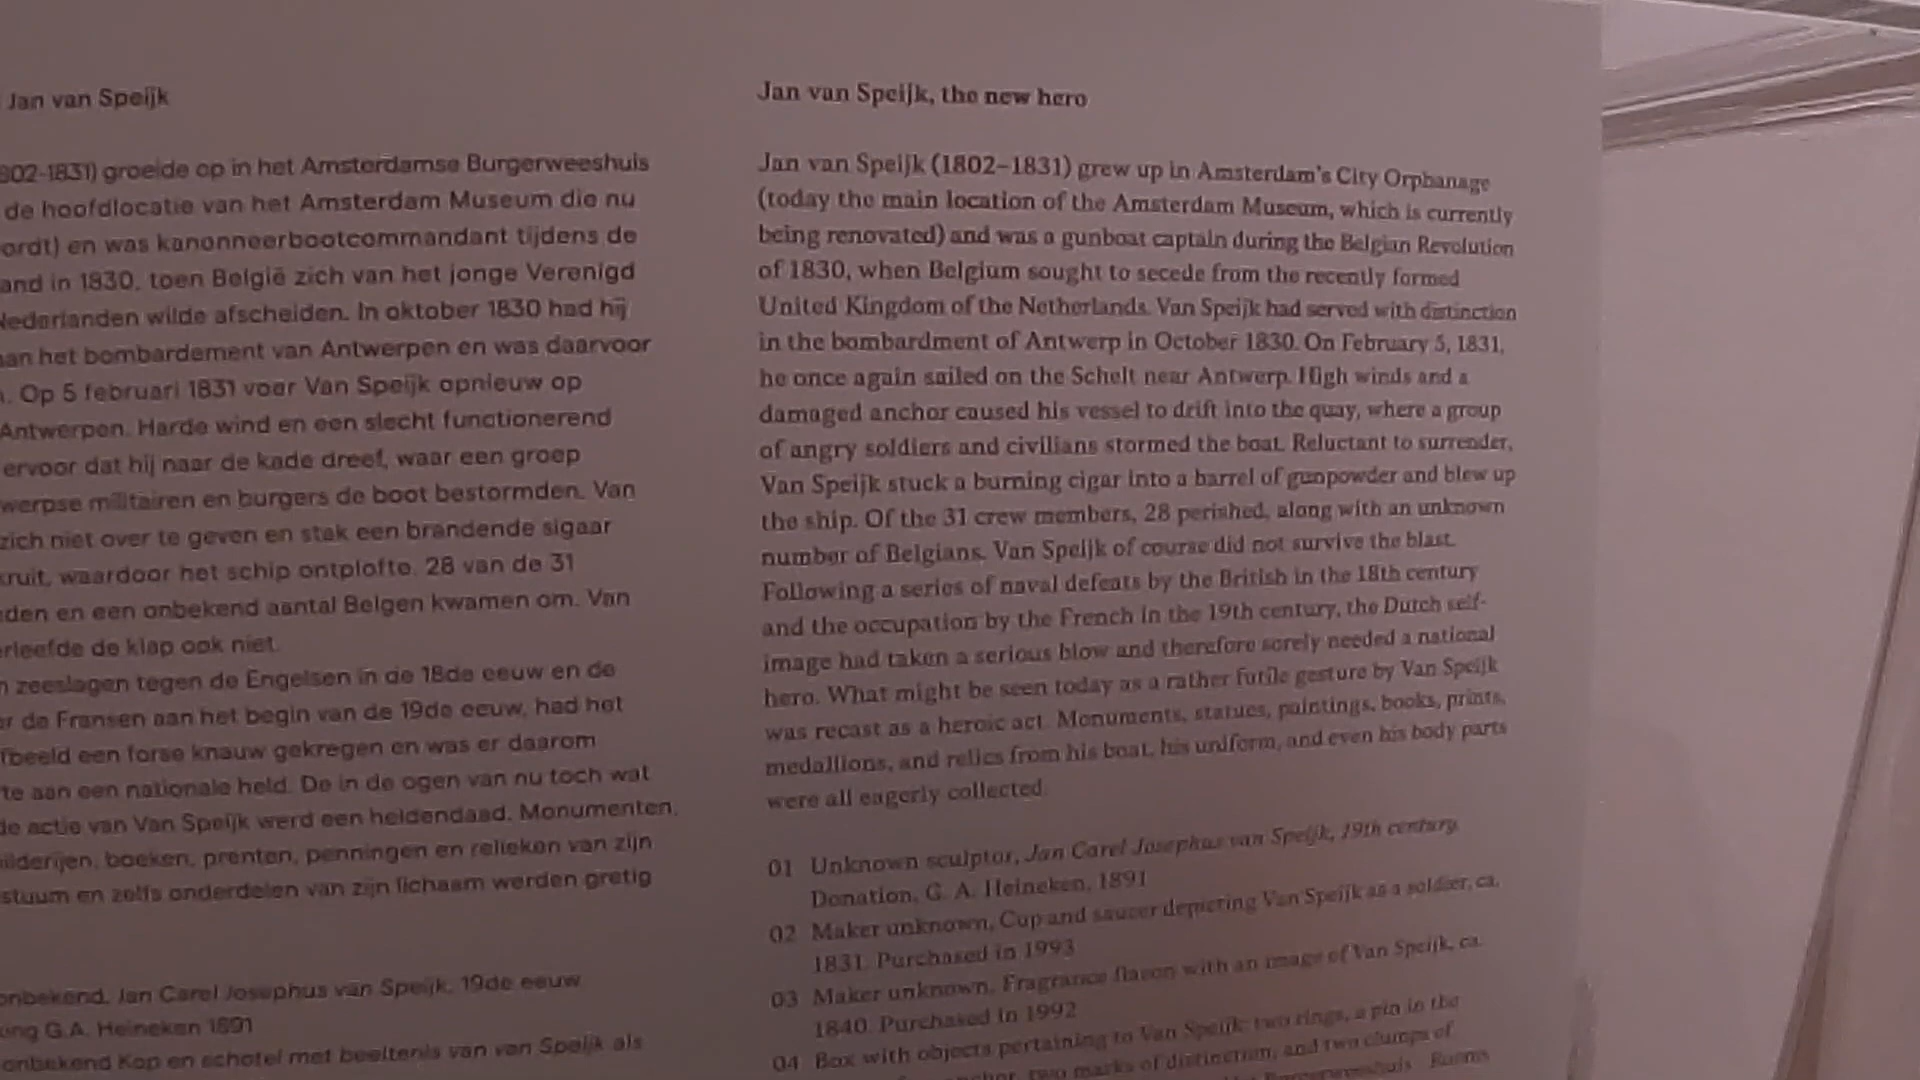 Jan van Speijk
802-1831) groeide op in het Amsterdamse Burgerweeshuis
de hoofdlocatie van het Amsterdam Museum die nu
ordt) en was kanonneerbootcommandant tijdens de
and in 1830, toen België zich van het jonge Verenigd
Nederlanden wilde afscheiden. In oktober 1830 had hij
aan het bombardement van Antwerpen en was daarvoor
. Op 5 februari 1831 voer Van Speijk opnieuw op
Antwerpen. Harde wind en een slecht functionerend
ervoor dat hij naar de kade dreef, waar een groep
werpse militairen en burgers de boot bestormden. Van
zich niet over te geven en stak een brandende sigaar
kruit, waardoor het schip ontplofte. 28 van de 31
den en een onbekend aantal Belgen kwamen om. Van
erleefde de klap ook niet.
n zeeslagen tegen de Engelsen in de 18de eeuw en de
or de Fransen aan het begin van de 19de eeuw, had het
fbeeld een forse knauw gekregen en was er daarom
te aan een nationale held. De in de ogen van nu toch wat
de actie van Van Speijk werd een heldendaad. Monumenten,
ilderijen, boeken, prenten, penningen en relieken van zijn
stuum en zelfs onderdelen van zijn lichaam werden gretig
onbekend, Jan Carel Josephus van Speijk, 19de eeuw
king G.A. Heineken 1891
onbekend Kop en schotel met beeltenis van van Speijk als
Jan van Speijk, the new hero
Jan van Speijk (1802–1831) grew up in Amsterdam's City Orphanage
(today the main location of the Amsterdam Museum, which is currently
being renovated) and was a gunboat captain during the Belgian Revolution
of 1830, when Belgium sought to secede from the recently formed
United Kingdom of the Netherlands. Van Speijk had served with distinction
in the bombardment of Antwerp in October 1830. On February 5, 1831,
he once again sailed on the Schelt near Antwerp. High winds and a
damaged anchor caused his vessel to drift into the quay, where a group
of angry soldiers and civilians stormed the boat. Reluctant to surrender,
Van Speijk stuck a burning cigar into a barrel of gunpowder and blew up
the ship. Of the 31 crew members, 28 perished, along with an unknown
number of Belgians. Van Speijk of course did not survive the blast.
Following a series of naval defeats by the British in the 18th century
and the occupation by the French in the 19th century, the Dutch self-
image had taken a serious blow and therefore sorely needed a national
hero. What might be seen today as a rather futile gesture by Van Speijk
was recast as a heroic act. Monuments, statues, paintings, books, prints,
medallions, and relics from his boat, his uniform, and even his body parts
were all eagerly collected.
01 Unknown sculptor, Jan Carel Josephus van Speijk, 19th century.
Donation, G. A. Heineken, 1891
02 Maker unknown, Cup and saucer depicting Van Speijk as a soldier, ca.
1831. Purchased in 1993
03 Maker unknown, Fragrance flacon with an image of Van Speijk, ca.
1840. Purchased in 1992
04 Box with objects pertaining to Van Speijk: two rings, a pin in the
anchor, two marks of distinction, and two clumps of
Burgerweeshuis